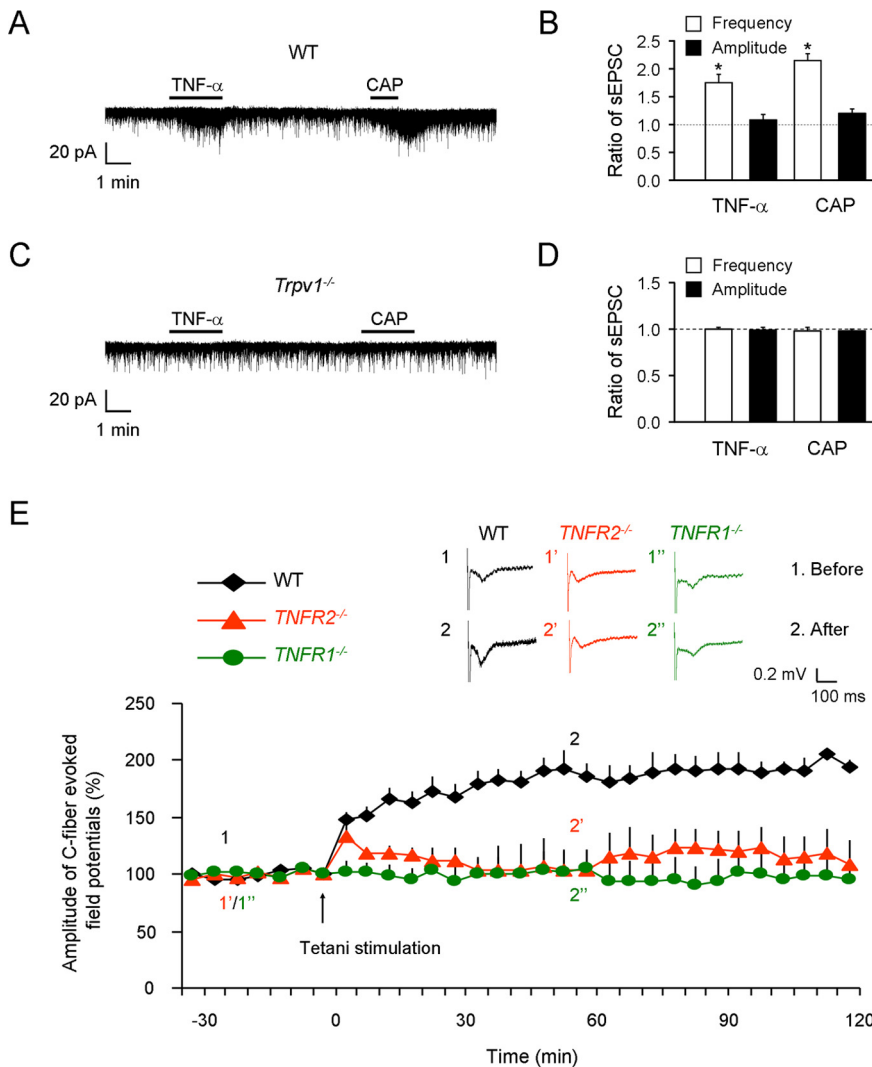 A
WT
TNF-α
CAP
20 pA
1 min
B
Frequency
Amplitude
Ratio of sEPSC
2.5
2.0
1.5
1.0
0.5
0.0
*
*
TNF-α
CAP
C
Trpv1-/-
TNF-α
CAP
20 pA
1 min
D
Frequency
Amplitude
Ratio of sEPSC
1.5
1.0
0.5
0.0
TNF-α
CAP
E
WT
TNFR2-/-
TNFR1-/-
WT
TNFR2-/-
TNFR1-/-
1
1’
1’’
1. Before
2
2’
2’’
2. After
0.2 mV
100 ms
Amplitude of C-fiber evoked
field potentials (%)
250
200
150
100
50
0
1
1’/1’’
2
2’
2’’
Tetani stimulation
-30
0
30
60
90
120
Time (min)